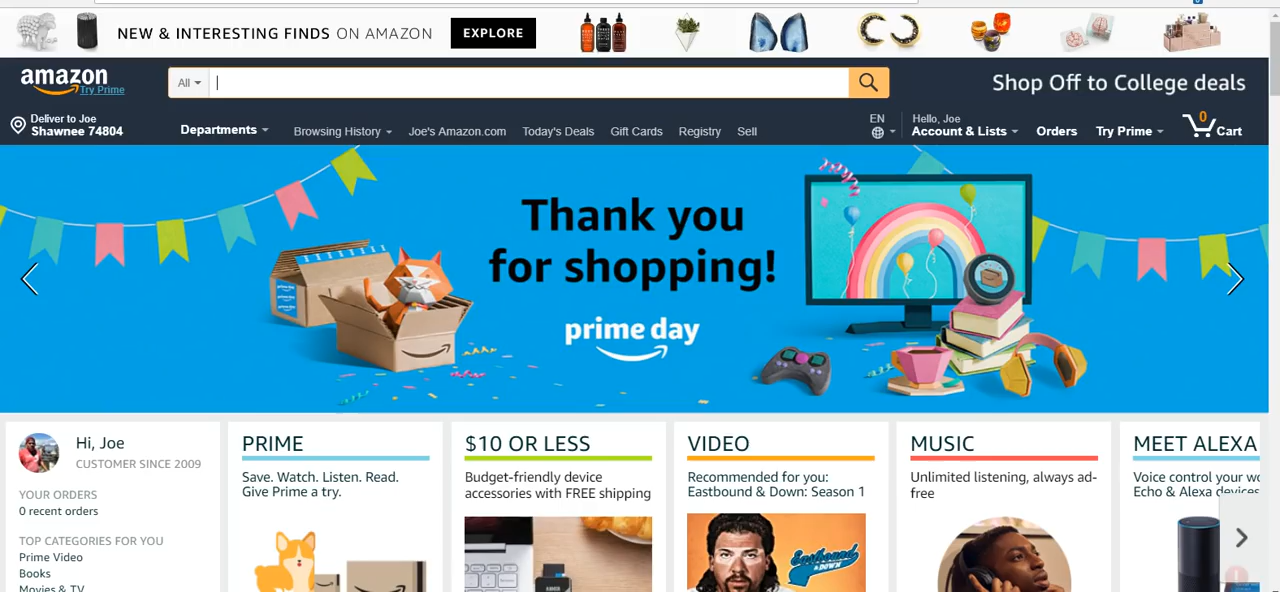 NEW & INTERESTING FINDS ON AMAZON
EXPLORE
amazon
Try Prime
All
Shop Off to College deals
Deliver to Joe
Shawnee 74804
Departments
Browsing History
Joe's Amazon.com
Today's Deals
Gift Cards
Registry
Sell
EN
Hello, Joe
Account & Lists
Orders
Try Prime
0
Cart
Thank you
for shopping!
prime day
Hi, Joe
CUSTOMER SINCE 2009
YOUR ORDERS
0 recent orders
TOP CATEGORIES FOR YOU
Prime Video
Books
Movies & TV
PRIME
Save. Watch. Listen. Read.
Give Prime a try.
$10 OR LESS
Budget-friendly device
accessories with FREE shipping
VIDEO
Recommended for you:
Eastbound & Down: Season 1
Eastbound
& DOWN
MUSIC
Unlimited listening, always ad-
free
MEET ALEXA
Voice control your wo
Echo & Alexa devices